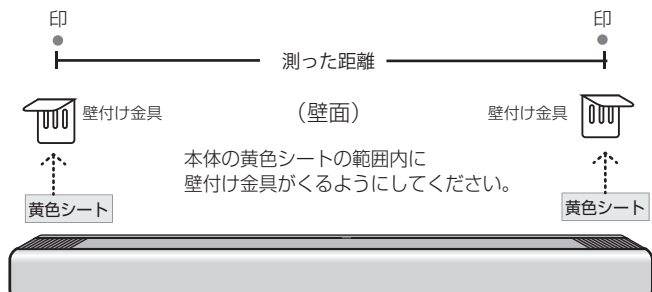 印
印
測った距離
壁付け金具
（壁面）
壁付け金具
本体の黄色シートの範囲内に
壁付け金具がくるようにしてください。
黄色シート
黄色シート